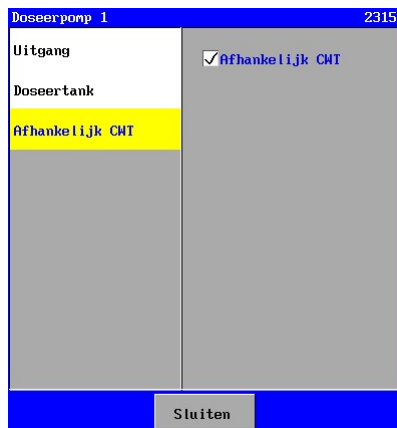 Doseerpomp 1 2315
Uitgang
Afhankelijk CWT
Doseertank
Afhankelijk CWT
Sluiten